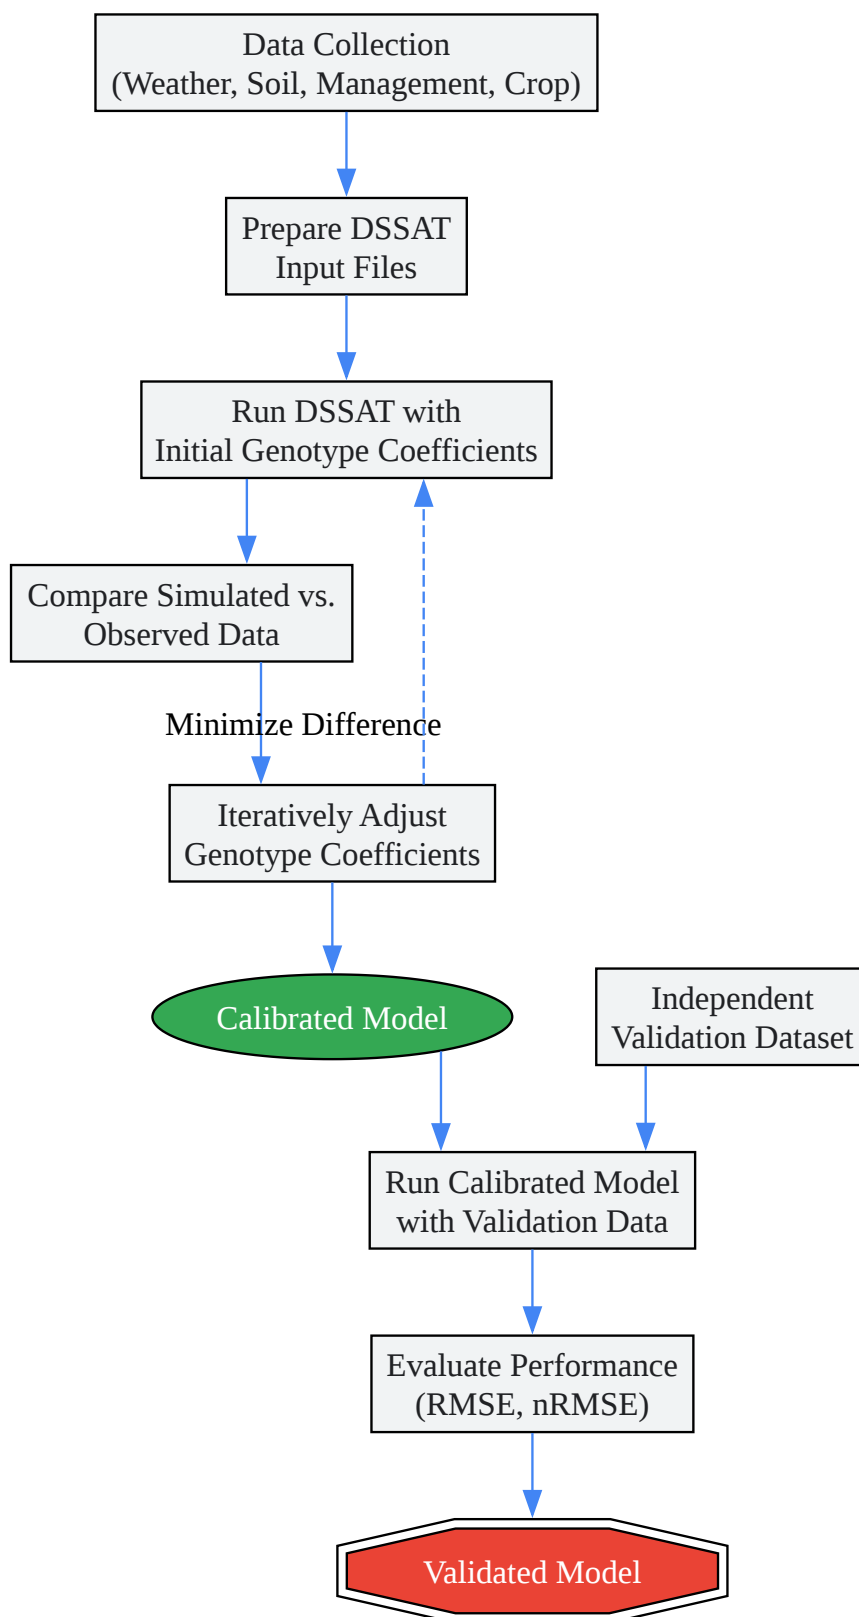 Data Collection
(Weather, Soil, Management, Crop)
Prepare DSSAT
Input Files
Run DSSAT with
Initial Genotype Coefficients
Compare Simulated vs.
Observed Data
Minimize Difference
Iteratively Adjust
Genotype Coefficients
Calibrated Model
Independent
Validation Dataset
Run Calibrated Model
with Validation Data
Evaluate Performance
(RMSE, nRMSE)
Validated Model